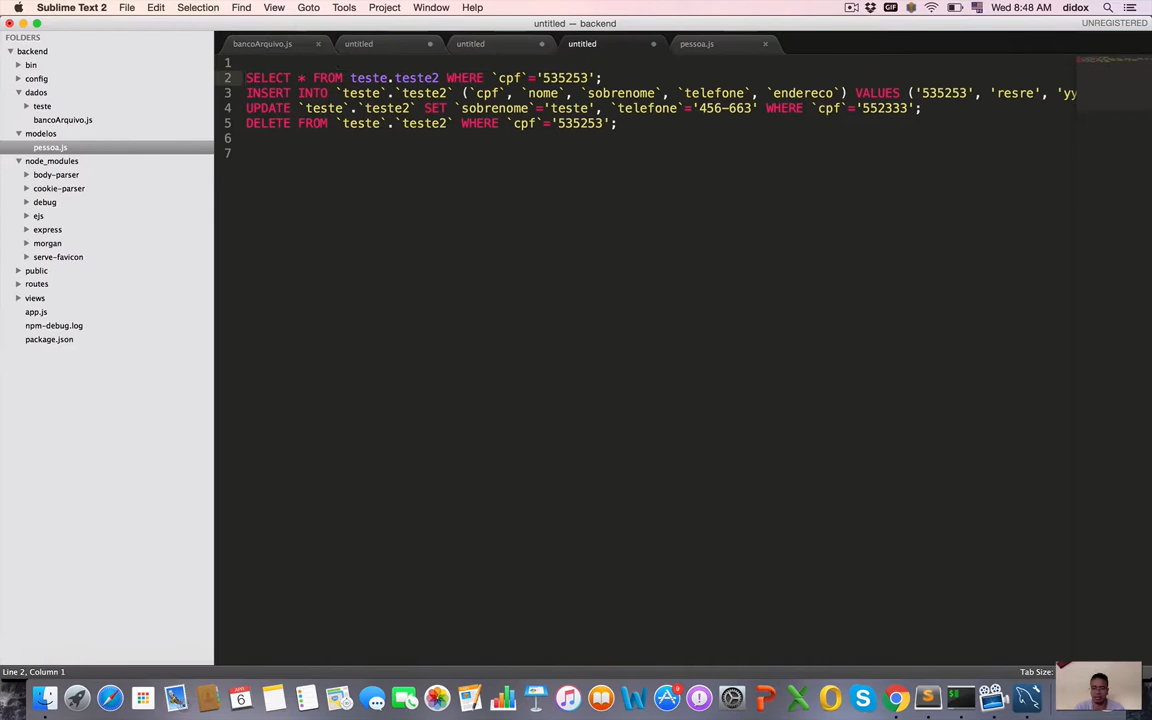 Sublime Text 2 File Edit Selection Find View Goto Tools Project Window Help Wed 8:48 AM didox
untitled — backend UNREGISTERED
FOLDERS
bancoArquivo.js × untitled untitled untitled pessoa.js ×
backend
bin
config
dados
teste
bancoArquivo.js
modelos
pessoa.js
node_modules
body-parser
cookie-parser
debug
ejs
express
morgan
serve-favicon
public
routes
views
app.js
npm-debug.log
package.json
1
2 SELECT * FROM teste.teste2 WHERE `cpf`='535253';
3 INSERT INTO `teste`.`teste2` (`cpf`, `nome`, `sobrenome`, `telefone`, `endereco`) VALUES ('535253', 'resre', 'yy
4 UPDATE `teste`.`teste2` SET `sobrenome`='teste', `telefone`='456-663' WHERE `cpf`='552333';
5 DELETE FROM `teste`.`teste2` WHERE `cpf`='535253';
6
7
Line 2, Column 1 Tab Size: